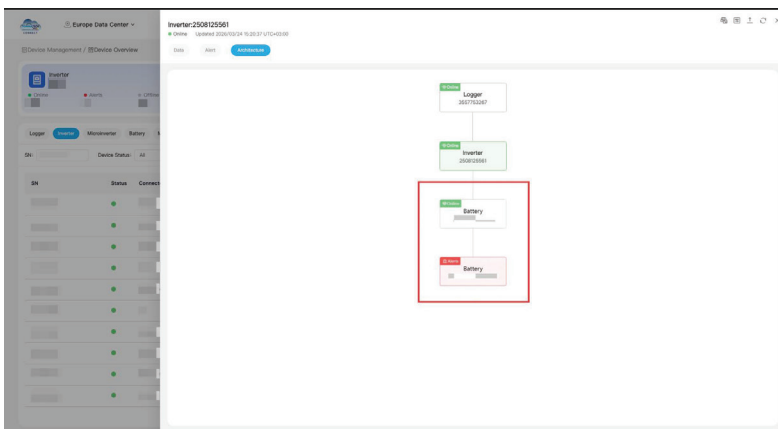 CONNECT
Europe Data Center
Device Management / Device Overview
Inverter
Online
Alerts
Offline
Logger Inverter Microinverter Battery
SN:
Device Status: All
SN Status Connect
Inverter:2508125561
Online Updated 2026/03/24 15:20:37 UTC+03:00
Data Alert Architecture
Online
Logger
2557753267
Online
Inverter
2508125561
Online
Battery
Alerts
Battery